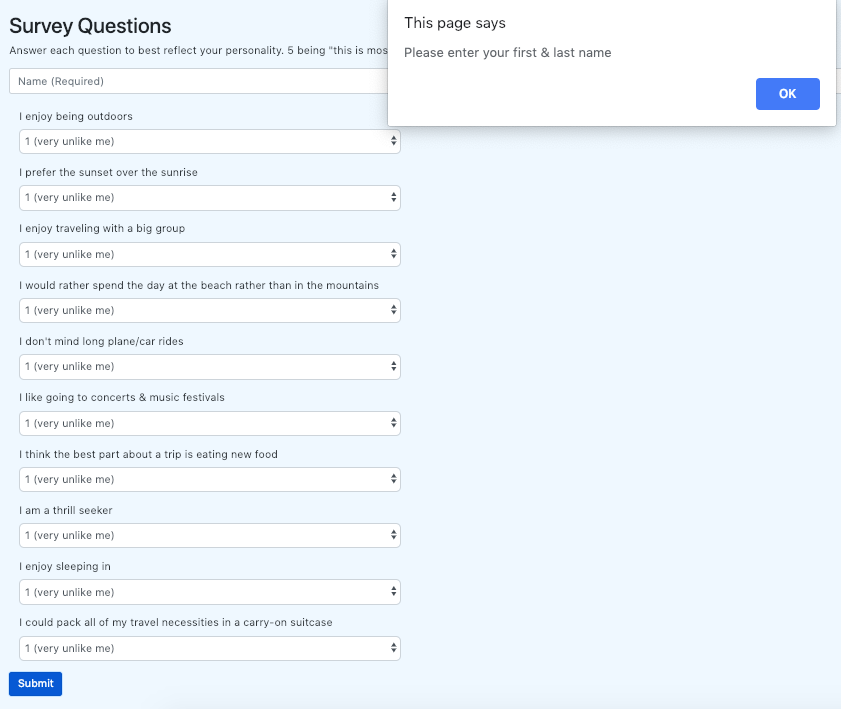 Survey Questions
Answer each question to best reflect your personality. 5 being "this is mos
Name (Required)
This page says
Please enter your first & last name
OK
I enjoy being outdoors
1 (very unlike me)
I prefer the sunset over the sunrise
1 (very unlike me)
I enjoy traveling with a big group
1 (very unlike me)
I would rather spend the day at the beach rather than in the mountains
1 (very unlike me)
I don't mind long plane/car rides
1 (very unlike me)
I like going to concerts & music festivals
1 (very unlike me)
I think the best part about a trip is eating new food
1 (very unlike me)
I am a thrill seeker
1 (very unlike me)
I enjoy sleeping in
1 (very unlike me)
I could pack all of my travel necessities in a carry-on suitcase
1 (very unlike me)
Submit